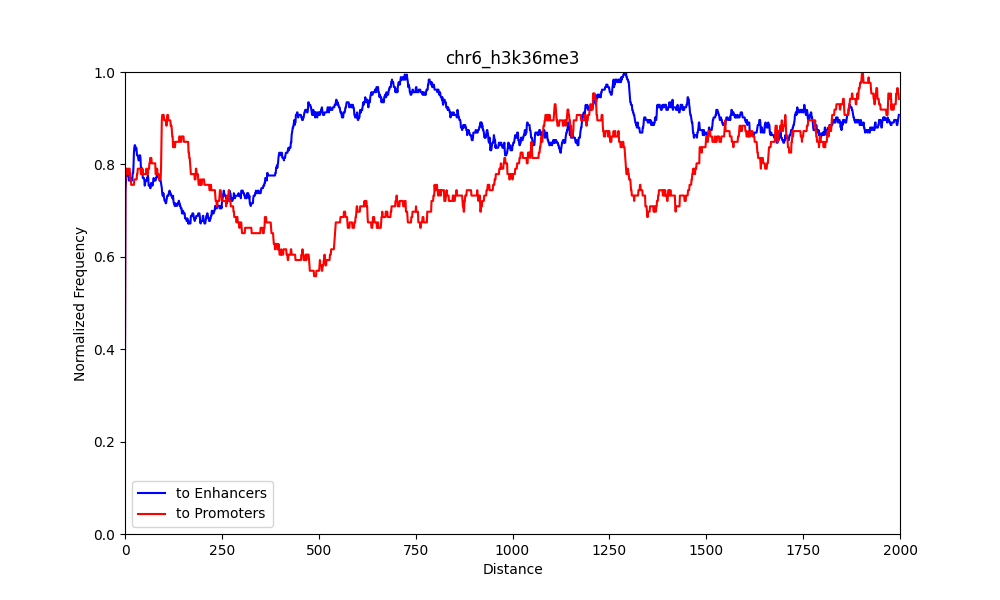 chr6_h3k36me3
1.0
0.8
0.6
0.4
0.2
0.0
Normalized Frequency
to Enhancers
to Promoters
0 250 500 750 1000 1250 1500 1750 2000
Distance